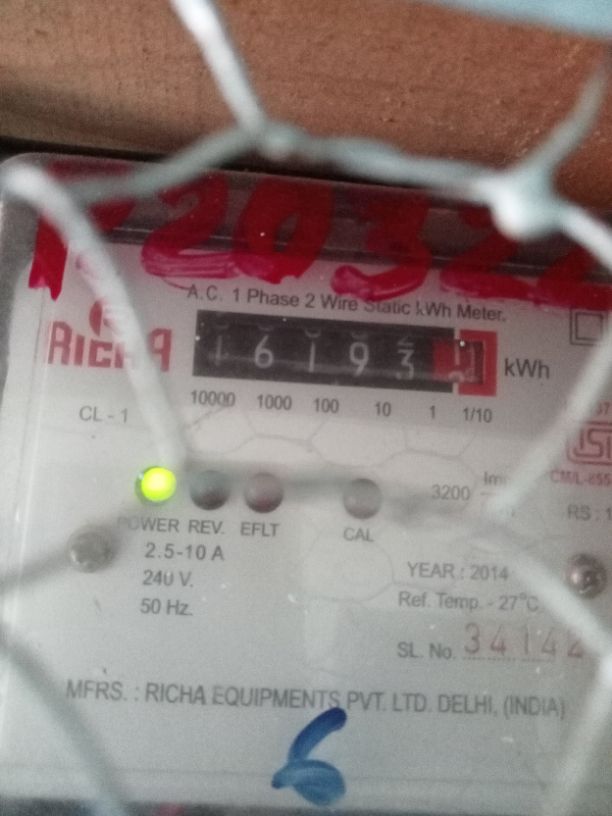 A.C. 1 Phase 2 Wire Static kWh Meter.
RICHA
16193 kWh
10000 1000 100 10 1 1/10
CL - 1
3200
POWER REV. EFLT CAL
2.5-10 A
240 V.
50 Hz.
YEAR : 2014
Ref. Temp. - 27°C
SL. No.
MFRS. : RICHA EQUIPMENTS PVT. LTD. DELHI, (INDIA)
6